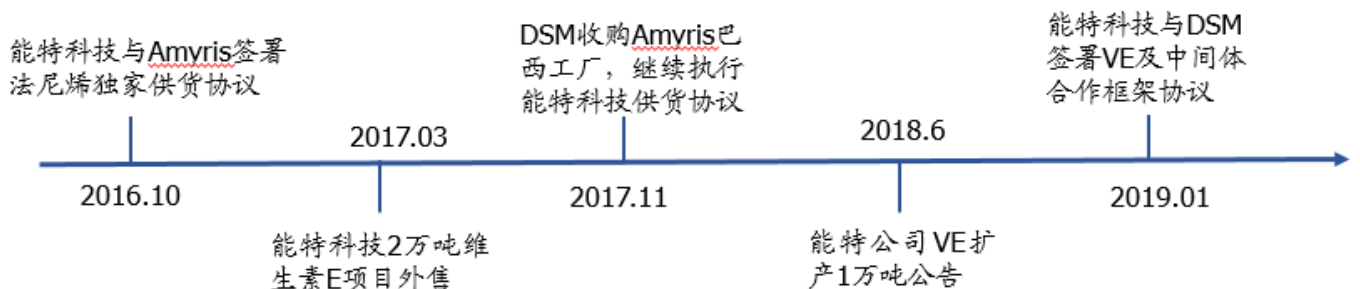 能特科技与Amyris签署
法尼烯独家供货协议
2016.10
2017.03
能特科技2万吨维
生素E项目外售
DSM收购Amyris巴
西工厂，继续执行
能特科技供货协议
2017.11
2018.6
能特公司VE扩
产1万吨公告
能特科技与DSM
签署VE及中间体
合作框架协议
2019.01